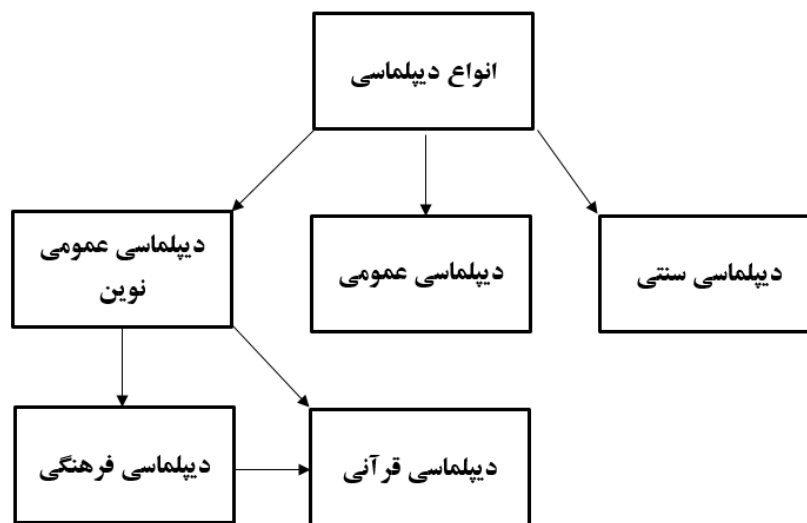 انواع دیپلماسی
دیپلماسی سنتی
دیپلماسی عمومی
دیپلماسی عمومی
نوین
دیپلماسی قرآنی
دیپلماسی فرهنگی